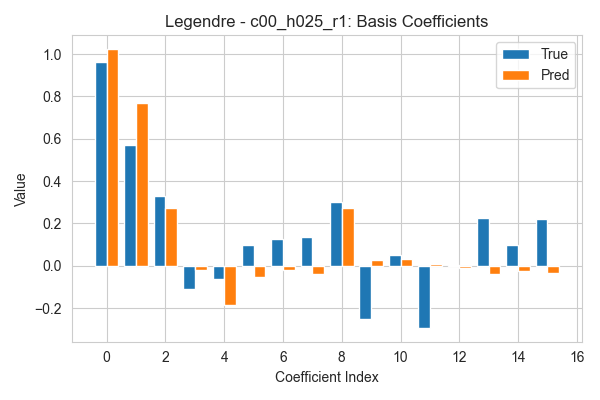 Legendre - c00_h025_r1: Basis Coefficients
True
Pred
Value
1.0
0.8
0.6
0.4
0.2
0.0
−0.2
0 2 4 6 8 10 12 14 16
Coefficient Index